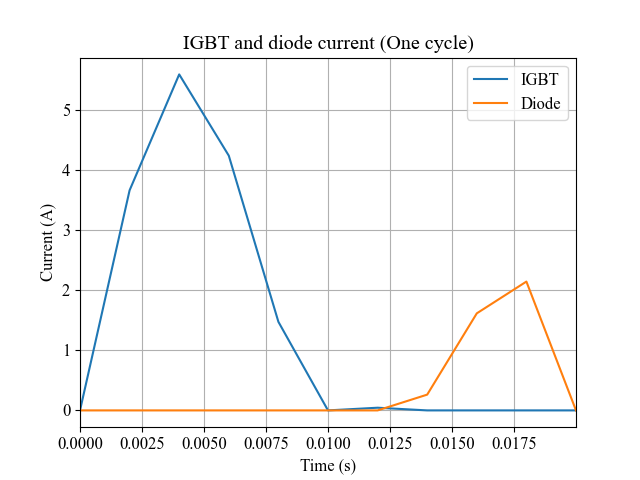 IGBT and diode current (One cycle)
IGBT
Diode
Current (A)
5
4
3
2
1
0
0.0000 0.0025 0.0050 0.0075 0.0100 0.0125 0.0150 0.0175
Time (s)